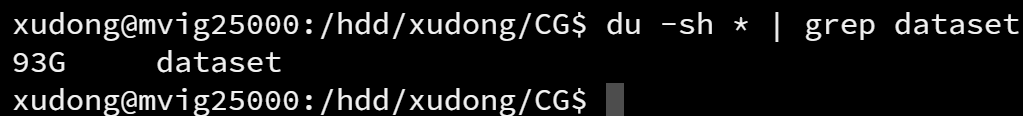 xudong@mvig25000:/hdd/xudong/CG$ du -sh * | grep dataset
93G     dataset
xudong@mvig25000:/hdd/xudong/CG$